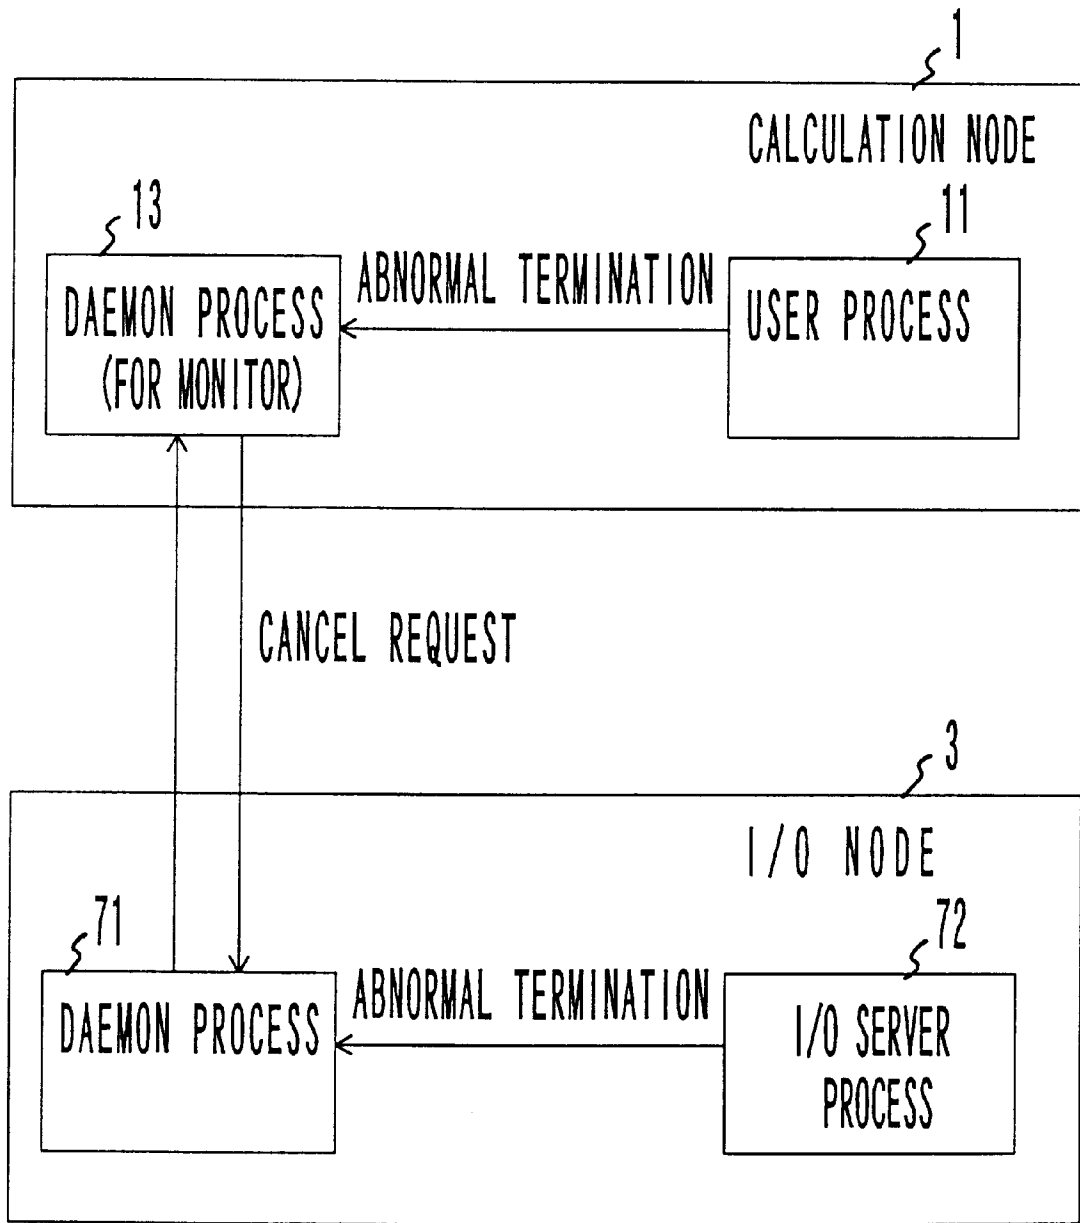 1
CALCULATION NODE
13
11
ABNORMAL TERMINATION
DAEMON PROCESS
(FOR MONITOR)
USER PROCESS
CANCEL REQUEST
3
I/O NODE
71
72
ABNORMAL TERMINATION
DAEMON PROCESS
I/O SERVER
PROCESS